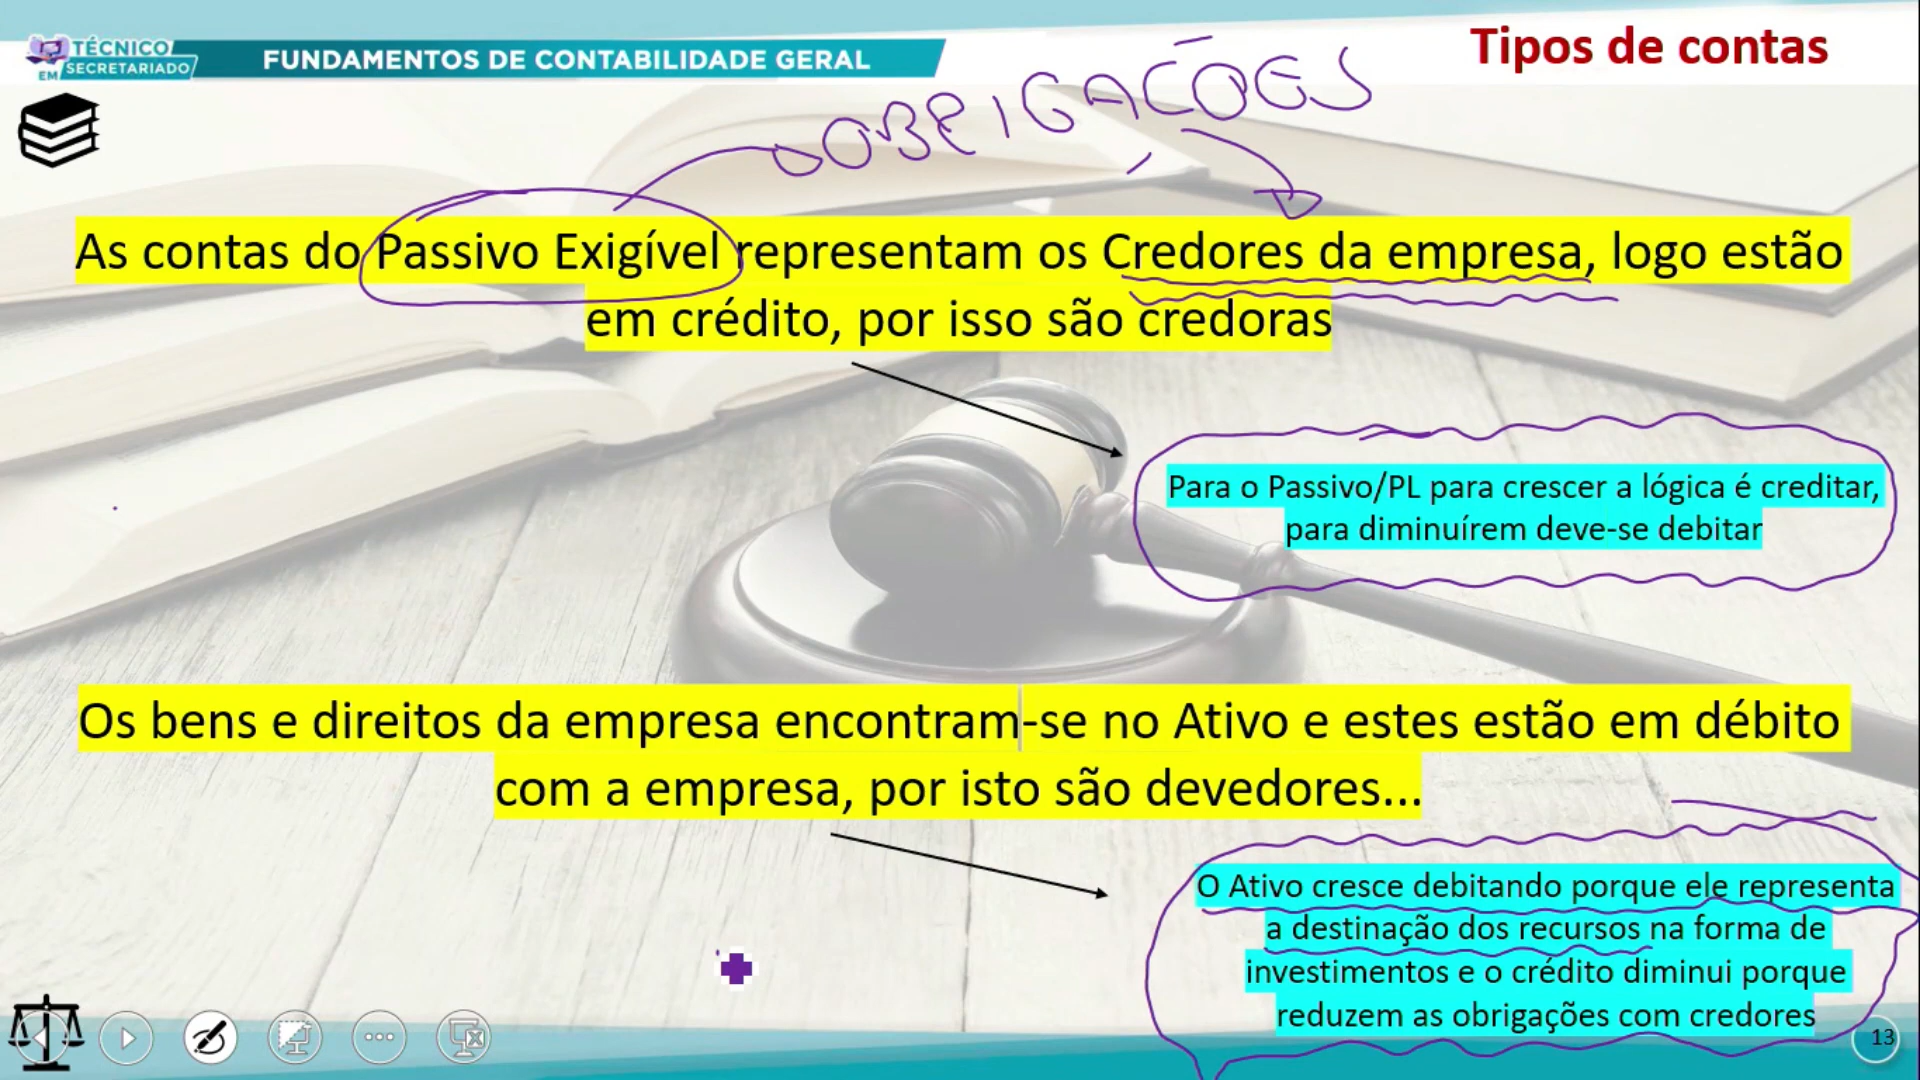 TÉCNICO
EM SECRETARIADO
FUNDAMENTOS DE CONTABILIDADE GERAL
Tipos de contas
OBRIGAÇÕES
As contas do Passivo Exigível representam os Credores da empresa, logo estão
em crédito, por isso são credoras
Para o Passivo/PL para crescer a lógica é creditar,
para diminuírem deve-se debitar
Os bens e direitos da empresa encontram-se no Ativo e estes estão em débito
com a empresa, por isto são devedores...
O Ativo cresce debitando porque ele representa
a destinação dos recursos na forma de
investimentos e o crédito diminui porque
reduzem as obrigações com credores
13